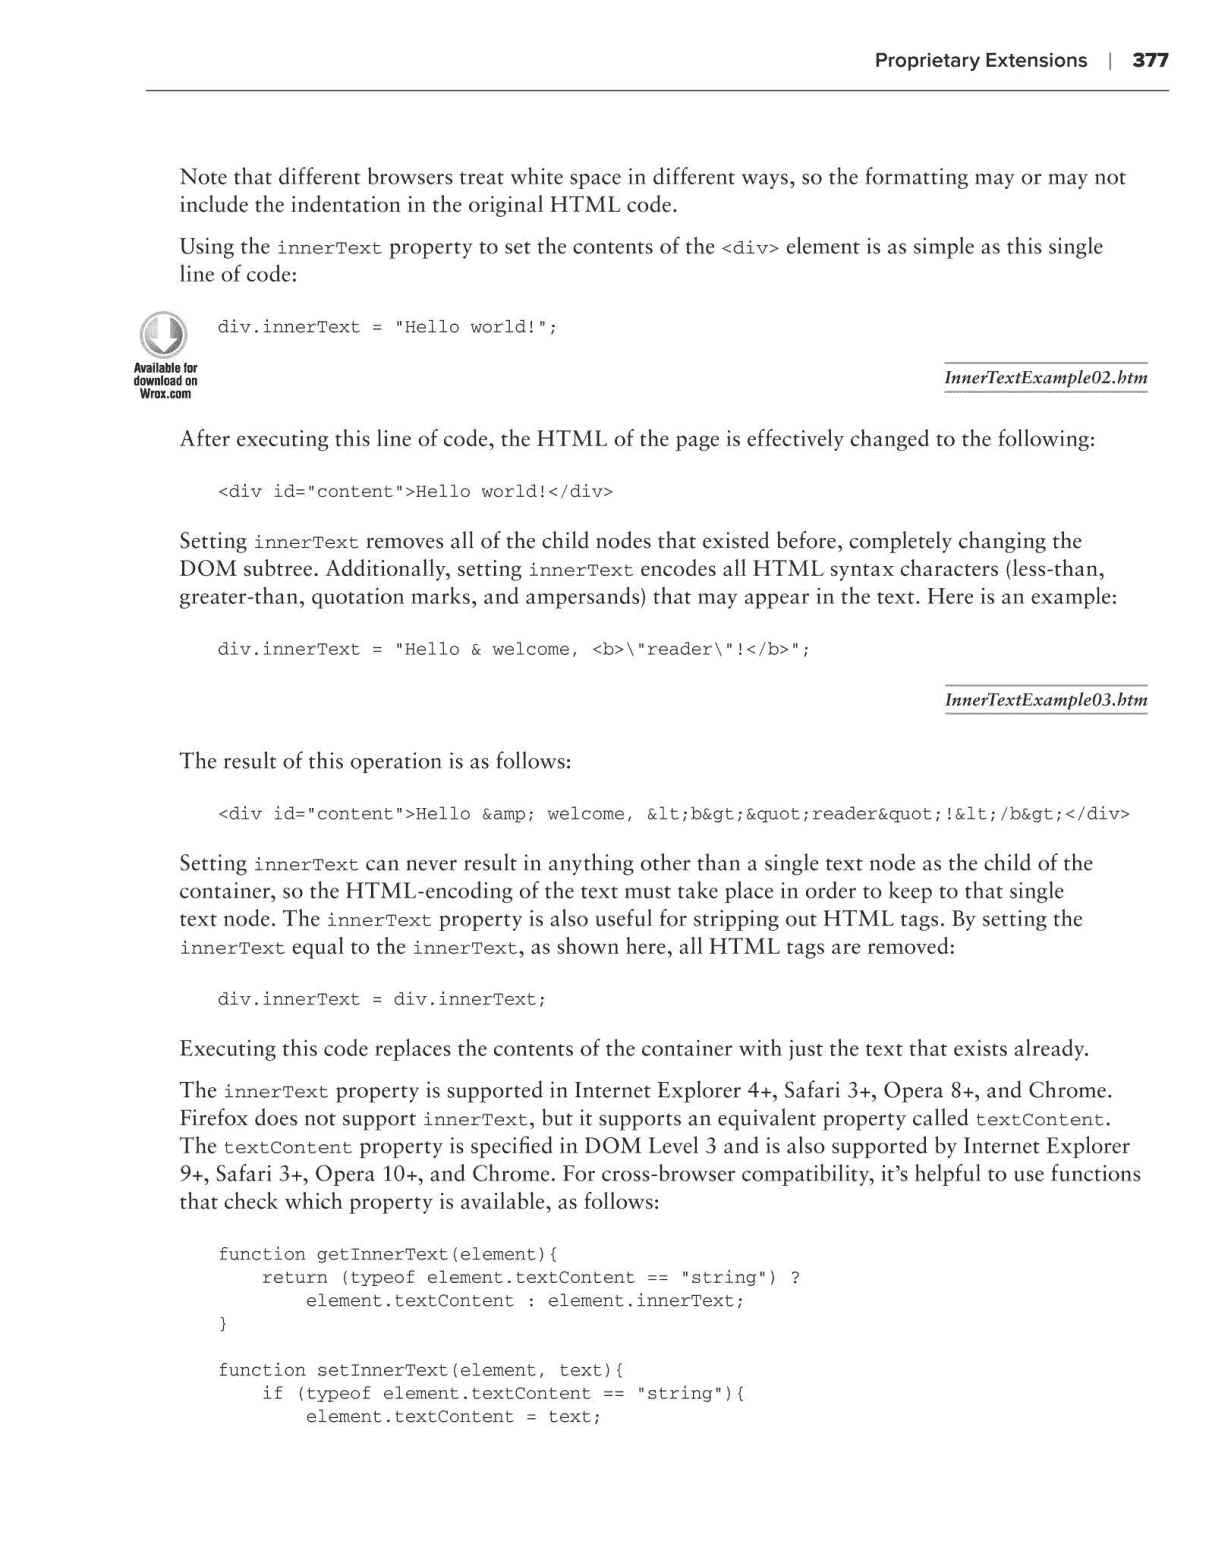 Proprietary Extensions | 377
Note that different browsers treat white space in different ways, so the formatting may or may not
include the indentation in the original HTML code.
Using the innerText property to set the contents of the <div> element is as simple as this single
line of code:
div.innerText = "Hello world!";
Available for
download on
Wrox.com
InnerTextExample02.htm
After executing this line of code, the HTML of the page is effectively changed to the following:
<div id="content">Hello world!</div>
Setting innerText removes all of the child nodes that existed before, completely changing the
DOM subtree. Additionally, setting innerText encodes all HTML syntax characters (less-than,
greater-than, quotation marks, and ampersands) that may appear in the text. Here is an example:
div.innerText = "Hello & welcome, <b>\"reader\"!</b>";
InnerTextExample03.htm
The result of this operation is as follows:
<div id="content">Hello &amp; welcome, &lt;b&gt;&quot;reader&quot;!&lt;/b&gt;</div>
Setting innerText can never result in anything other than a single text node as the child of the
container, so the HTML-encoding of the text must take place in order to keep to that single
text node. The innerText property is also useful for stripping out HTML tags. By setting the
innerText equal to the innerText, as shown here, all HTML tags are removed:
div.innerText = div.innerText;
Executing this code replaces the contents of the container with just the text that exists already.
The innerText property is supported in Internet Explorer 4+, Safari 3+, Opera 8+, and Chrome.
Firefox does not support innerText, but it supports an equivalent property called textContent.
The textContent property is specified in DOM Level 3 and is also supported by Internet Explorer
9+, Safari 3+, Opera 10+, and Chrome. For cross-browser compatibility, it's helpful to use functions
that check which property is available, as follows:
function getInnerText(element){
    return (typeof element.textContent == "string") ?
        element.textContent : element.innerText;
}
function setInnerText(element, text){
    if (typeof element.textContent == "string"){
        element.textContent = text;